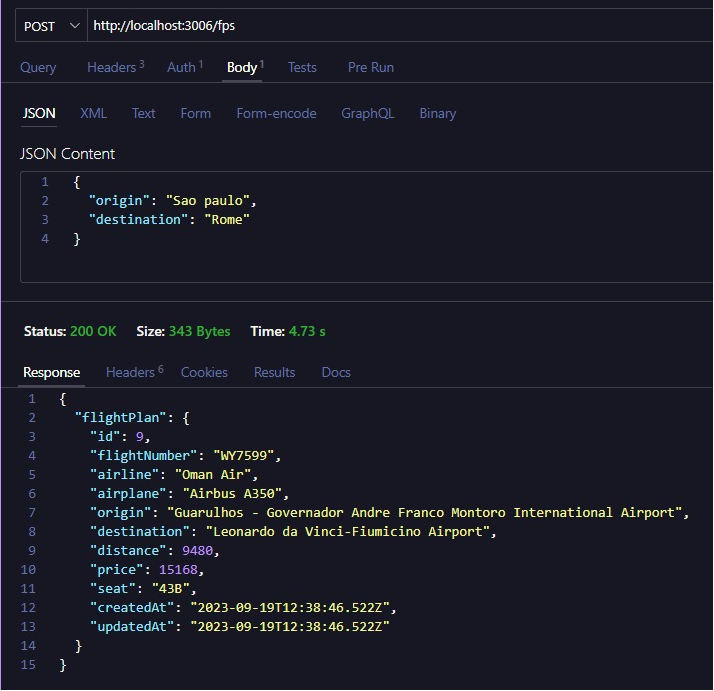 POST http://localhost:3006/fps
Query Headers 3 Auth 1 Body 1 Tests Pre Run
JSON XML Text Form Form-encode GraphQL Binary
JSON Content
1 {
2 "origin": "Sao paulo",
3 "destination": "Rome"
4 }
Status: 200 OK Size: 343 Bytes Time: 4.73 s
Response Headers 6 Cookies Results Docs
1 {
2 "flightPlan": {
3 "id": 9,
4 "flightNumber": "WY7599",
5 "airline": "Oman Air",
6 "airplane": "Airbus A350",
7 "origin": "Guarulhos - Governador Andre Franco Montoro International Airport",
8 "destination": "Leonardo da Vinci-Fiumicino Airport",
9 "distance": 9480,
10 "price": 15168,
11 "seat": "43B",
12 "createdAt": "2023-09-19T12:38:46.522Z",
13 "updatedAt": "2023-09-19T12:38:46.522Z"
14 }
15 }